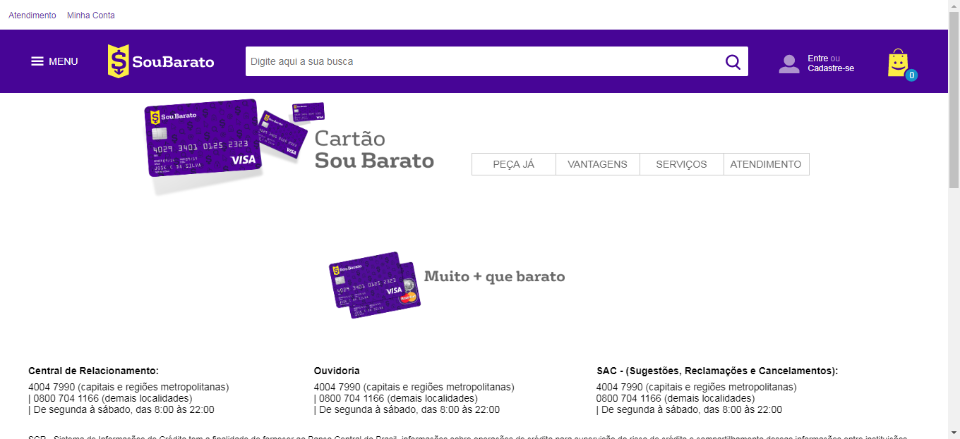 Atendimento Minha Conta
MENU
SouBarato
Digite aqui a sua busca
Entre ou
Cadastre-se
0
SouBarato
4029 3401 0125 2323
VISA
Cartão
Sou Barato
PEÇA JÁ VANTAGENS SERVIÇOS ATENDIMENTO
SouBarato
4029 3401 0125 2323
VISA
MasterCard
Muito + que barato
Central de Relacionamento:
4004 7990 (capitais e regiões metropolitanas)
| 0800 704 1166 (demais localidades)
| De segunda à sábado, das 8:00 às 22:00
Ouvidoria
4004 7990 (capitais e regiões metropolitanas)
| 0800 704 1166 (demais localidades)
| De segunda à sábado, das 8:00 às 22:00
SAC - (Sugestões, Reclamações e Cancelamentos):
4004 7990 (capitais e regiões metropolitanas)
0800 704 1166 (demais localidades)
| De segunda à sábado, das 8:00 às 22:00